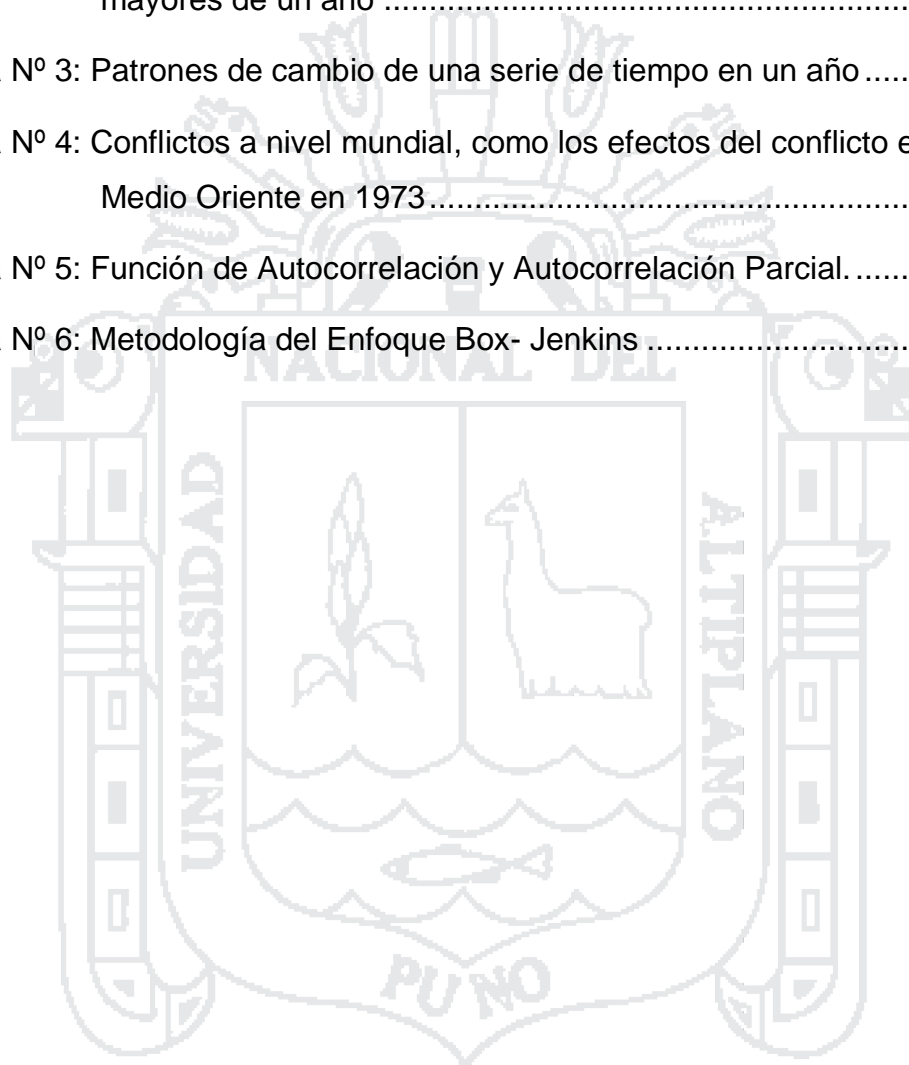 mayores de un año ........................................................................
Nº 3: Patrones de cambio de una serie de tiempo en un año .....
Nº 4: Conflictos a nivel mundial, como los efectos del conflicto e
Medio Oriente en 1973 ...........................................................
Nº 5: Función de Autocorrelación y Autocorrelación Parcial. ......
Nº 6: Metodología del Enfoque Box- Jenkins ................................
NACIONAL DEL
UNIVERSIDAD
ALTIPLANO
PUNO